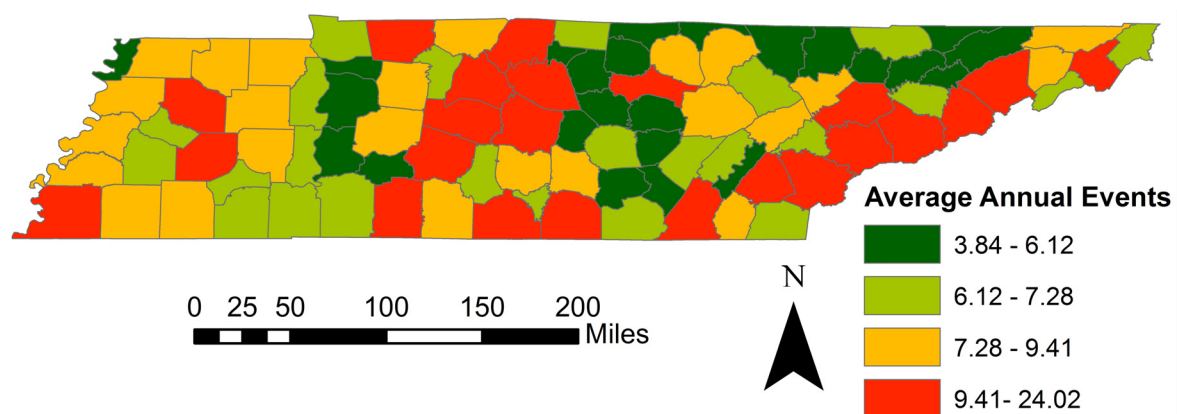 Average Annual Events
3.84 - 6.12
6.12 - 7.28
7.28 - 9.41
9.41- 24.02
N
0 25 50 100 150 200
Miles